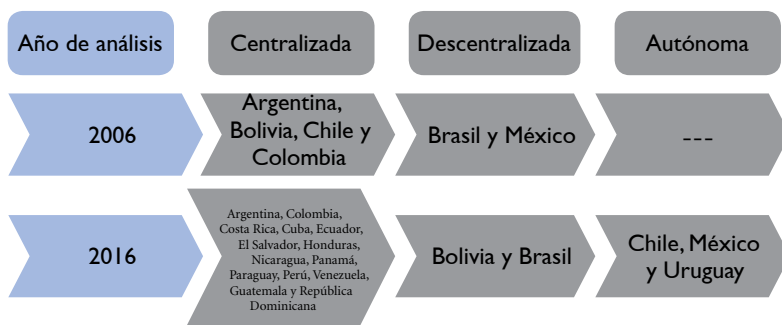 Año de análisis
Centralizada
Descentralizada
Autónoma
2006
Argentina,
Bolivia, Chile y
Colombia
Brasil y México
---
2016
Argentina, Colombia,
Costa Rica, Cuba, Ecuador,
El Salvador, Honduras,
Nicaragua, Panamá,
Paraguay, Perú, Venezuela,
Guatemala y República
Dominicana
Bolivia y Brasil
Chile, México
y Uruguay